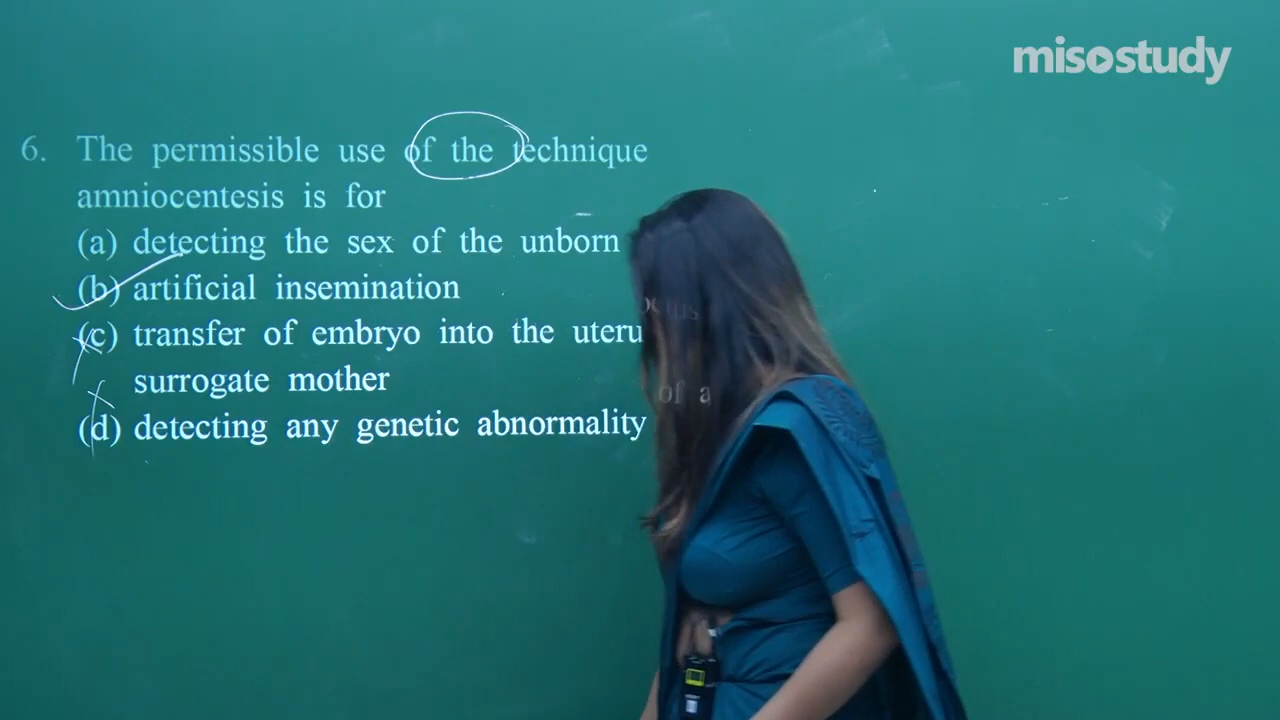 misostudy
6. The permissible use of the technique
amniocentesis is for
(a) detecting the sex of the unborn
(b) artificial insemination
(c) transfer of embryo into the uteru
of a
surrogate mother
(d) detecting any genetic abnormality